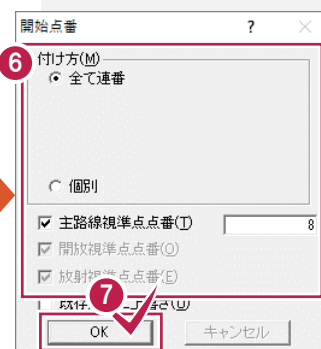 開始点番 ? ×
6
付け方(M)
全て連番
個別
主路線視準点点番(T) 8
開放視準点点番(O)
放射視準点点番(E)
7
OK キャンセル